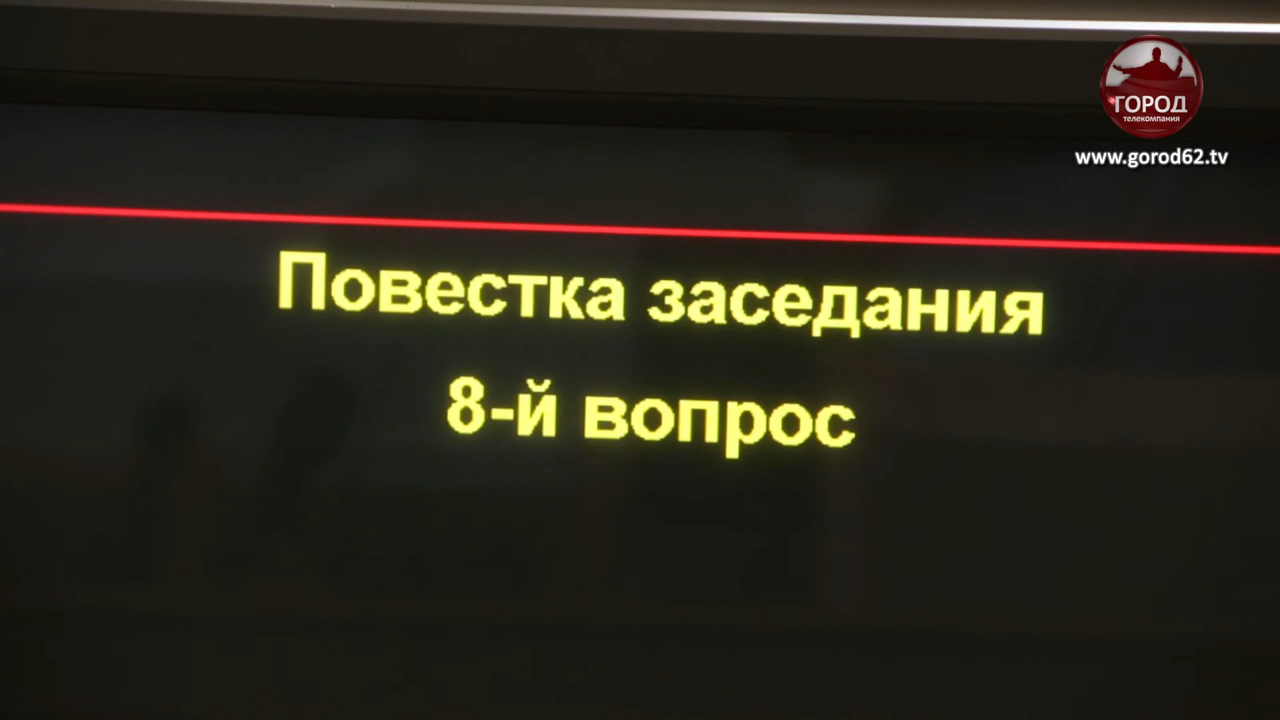 ГОРОД
телекомпания
www.gorod62.tv
Повестка заседания
8-й вопрос